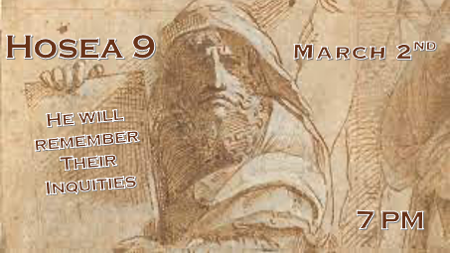 Hosea 9
March 2nd
He will
remember
Their
Inquities
7 PM